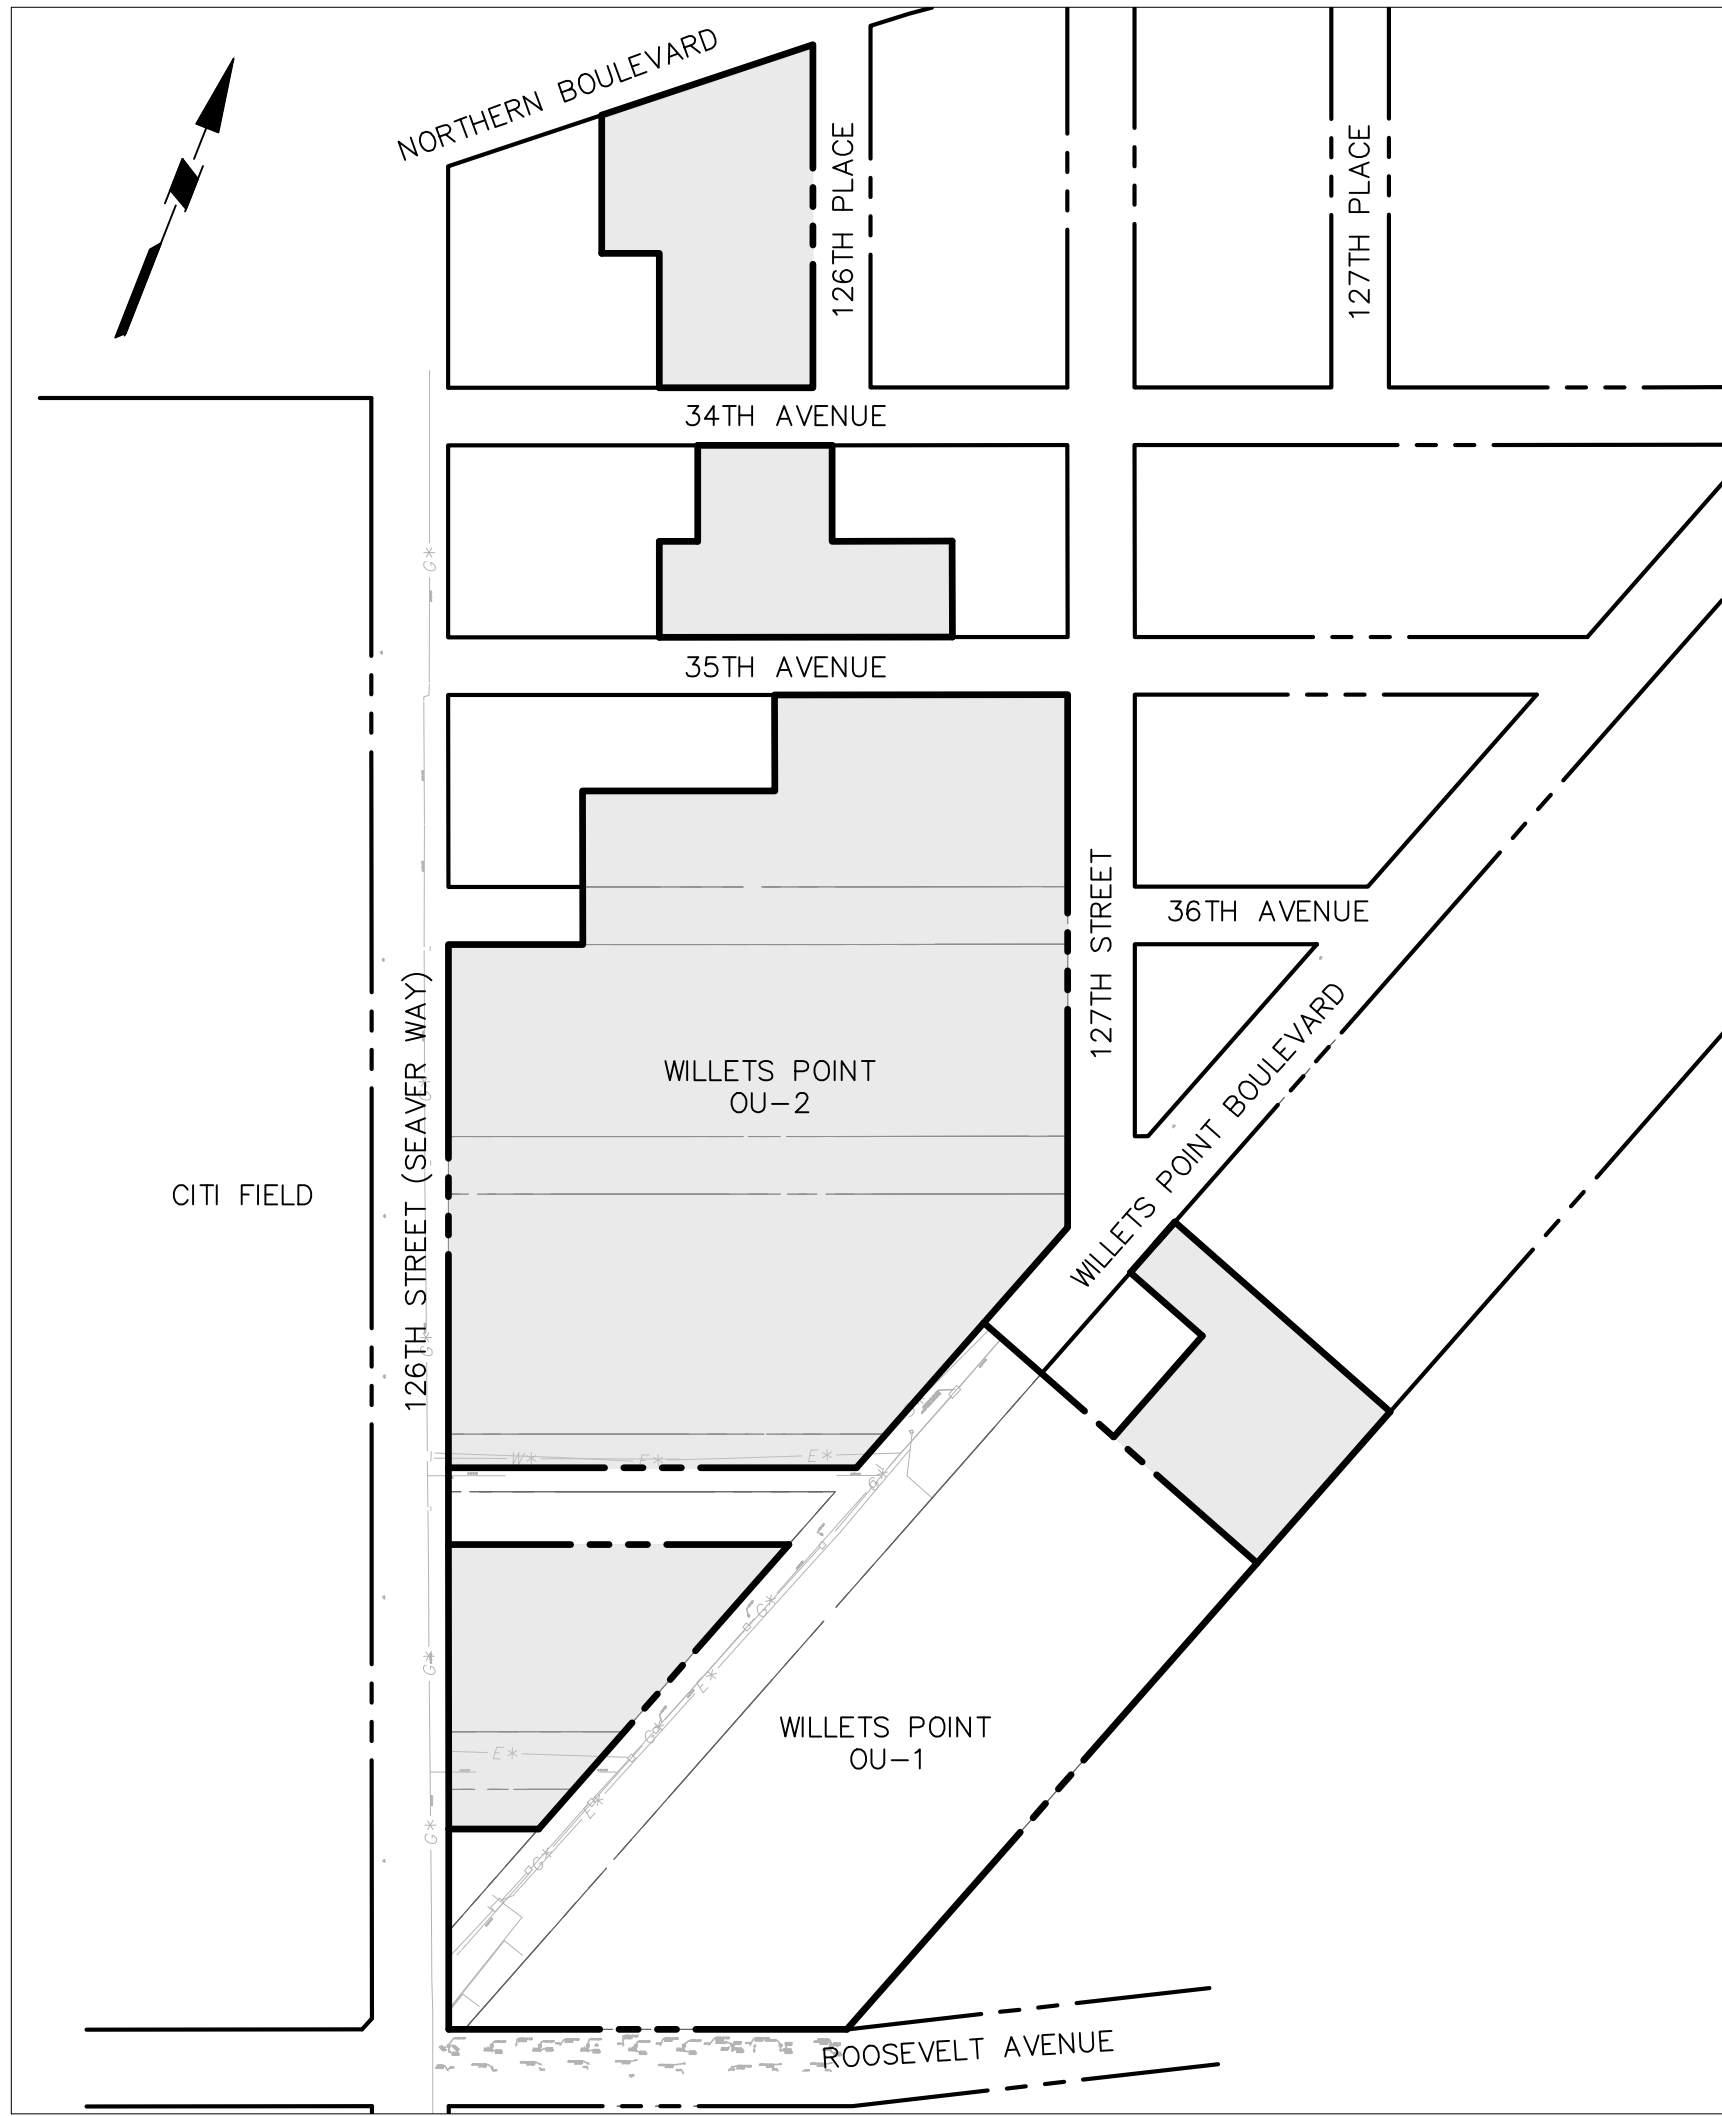 NORTHERN BOULEVARD
126TH PLACE
127TH PLACE
34TH AVENUE
G*
35TH AVENUE
127TH STREET
36TH AVENUE
WILLETS POINT
OU-2
126TH STREET (SEAVER WAY)
CITI FIELD
WILLETS POINT BOULEVARD
G*
W*
E*
G*
G*
E*
G*
G*
E*
E*
G*
G*
WILLETS POINT
OU-1
ROOSEVELT AVENUE